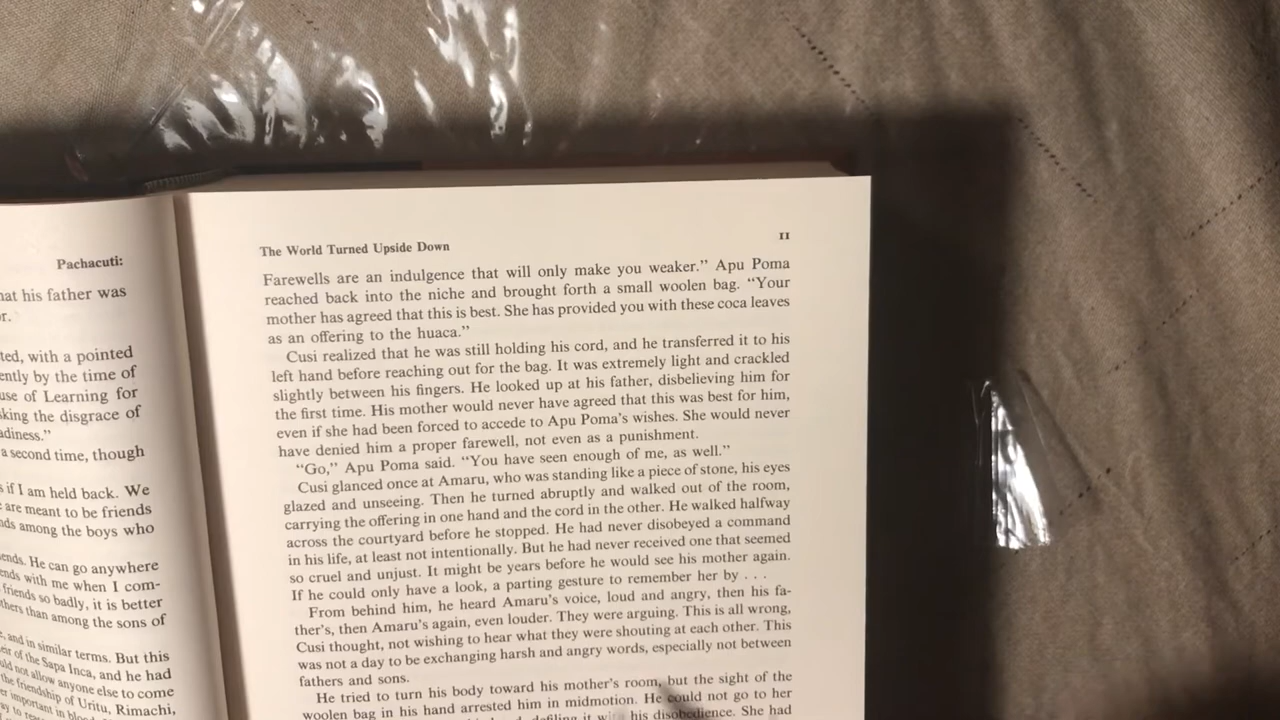 Pachacuti:
hat his father was
r.
ted, with a pointed
ently by the time of
use of Learning for
king the disgrace of
adiness."
a second time, though
s if I am held back. We
are meant to be friends
nds among the boys who
ends. He can go anywhere
ends with me when I com-
friends so badly, it is better
thers than among the sons of
, and in similar terms. But this
eir of the Sapa Inca, and he had
uld not allow anyone else to come
the friendship of Uritu, Rimachi,
The World Turned Upside Down
11
Farewells are an indulgence that will only make you weaker." Apu Poma
reached back into the niche and brought forth a small woolen bag. "Your
mother has agreed that this is best. She has provided you with these coca leaves
as an offering to the huaca."
Cusi realized that he was still holding his cord, and he transferred it to his
left hand before reaching out for the bag. It was extremely light and crackled
slightly between his fingers. He looked up at his father, disbelieving him for
the first time. His mother would never have agreed that this was best for him,
even if she had been forced to accede to Apu Poma's wishes. She would never
have denied him a proper farewell, not even as a punishment.
"Go," Apu Poma said. "You have seen enough of me, as well."
Cusi glanced once at Amaru, who was standing like a piece of stone, his eyes
glazed and unseeing. Then he turned abruptly and walked out of the room,
carrying the offering in one hand and the cord in the other. He walked halfway
across the courtyard before he stopped. He had never disobeyed a command
in his life, at least not intentionally. But he had never received one that seemed
so cruel and unjust. It might be years before he would see his mother again.
If he could only have a look, a parting gesture to remember her by . . .
From behind him, he heard Amaru's voice, loud and angry, then his fa-
ther's, then Amaru's again, even louder. They were arguing. This is all wrong,
Cusi thought, not wishing to hear what they were shouting at each other. This
was not a day to be exchanging harsh and angry words, especially not between
fathers and sons.
He tried to turn his body toward his mother's room, but the sight of the
woolen bag in his hand arrested him in midmotion. He could not go to her
defiling it with his disobedience. She had